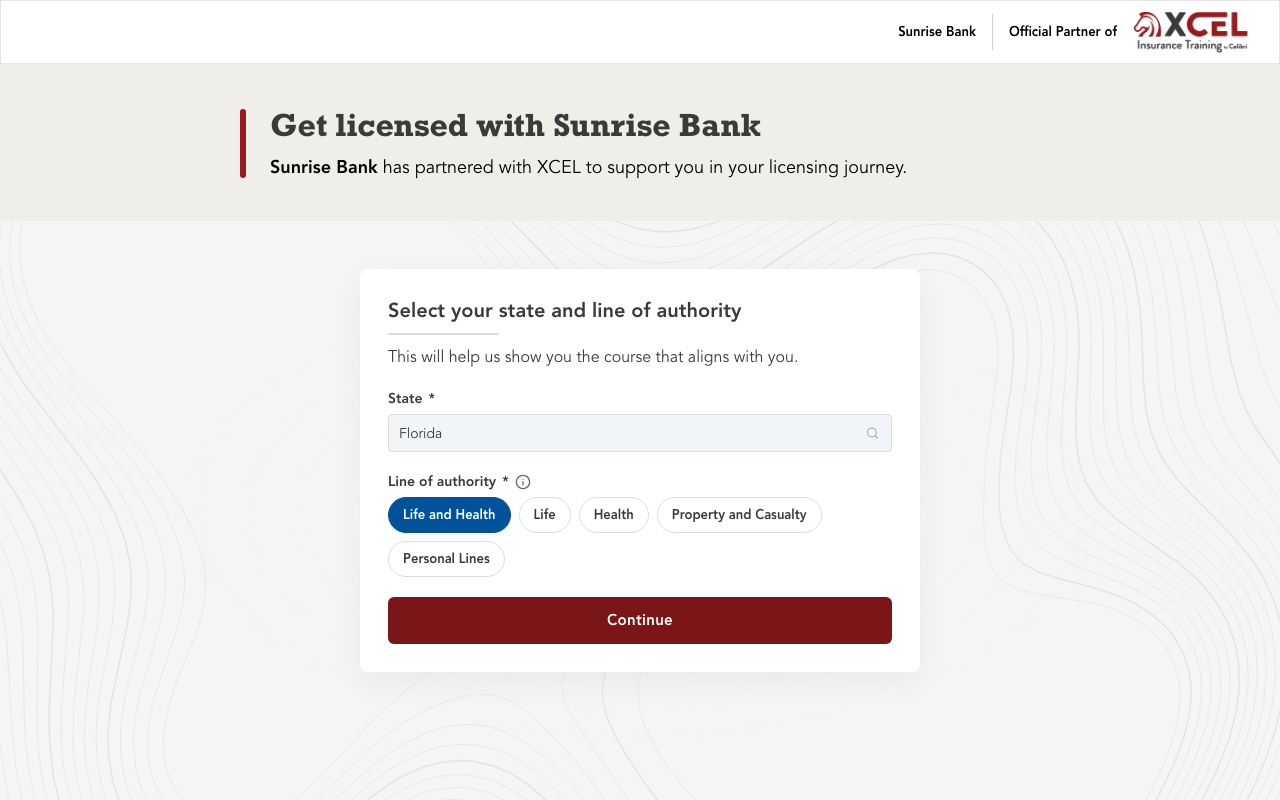 Sunrise Bank
Official Partner of
XCEL
Insurance Training by Colibri
Get licensed with Sunrise Bank
Sunrise Bank has partnered with XCEL to support you in your licensing journey.
Select your state and line of authority
This will help us show you the course that aligns with you.
State *
Florida
Line of authority *
Life and Health
Life
Health
Property and Casualty
Personal Lines
Continue